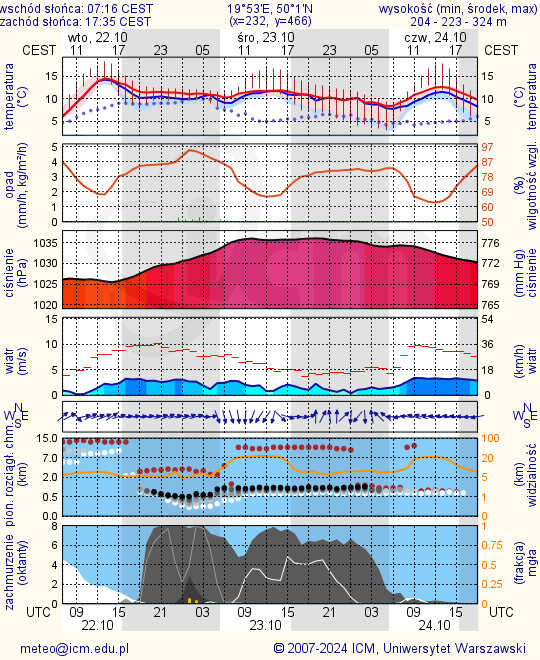 wschód słońca: 07:16 CEST 19°53'E, 50°1'N wysokość (min, środek, max)
zachód słońca: 17:35 CEST (x=232, y=466) 204 - 223 - 324 m
wto, 22.10 śro, 23.10 czw, 24.10
CEST 11 17 23 05 11 17 23 05 11 17 CEST
temperatura (°C)
15
10
5
temperatura (°C)
15
10
5
opad (mm/h, kg/m²/h)
5
4
3
2
1
0
wilgotność wzgl. (%)
97
87
78
69
60
50
ciśnienie (hPa)
1035
1030
1025
1020
ciśnienie (mm Hg)
776
772
769
765
wiatr (m/s)
15
10
5
0
wiatr (km/h)
54
36
18
0
N
W E
S
N
W E
S
pion. rozciągł. chm. (km)
15.0
7.0
2.0
0.5
0.0
widzialność (km)
100
20
5
1
0
zachmurzenie (oktanty)
8
6
4
2
0
mgła (frakcja)
1
0.75
0.5
0.25
0
UTC 09 15 21 03 09 15 21 03 09 15 UTC
22.10 23.10 24.10
meteo@icm.edu.pl © 2007-2024 ICM, Uniwersytet Warszawski